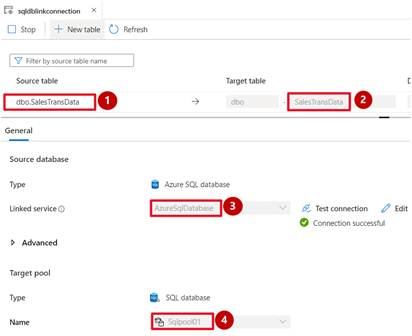 sqldblinkconnection
Stop New table Refresh
Filter by source table name
Source table Target table D
dbo.SalesTransData 1 → dbo . SalesTransData 2
General
Source database
Type Azure SQL database
Linked service AzureSqlDatabase 3 Test connection Edit
Connection successful
Advanced
Target pool
Type SQL database
Name Sqlpool01 4